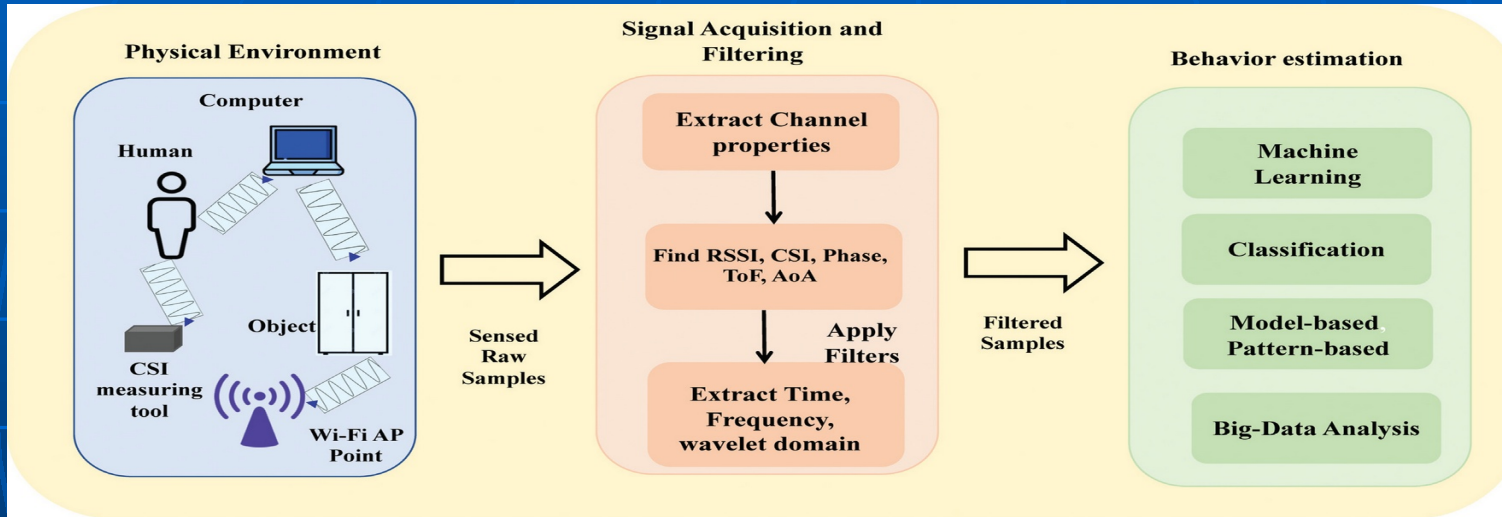 Physical Environment
Computer
Human
Object
CSI
measuring
tool
Wi-Fi AP
Point
Sensed
Raw
Samples
Signal Acquisition and
Filtering
Extract Channel
properties
Find RSSI, CSI, Phase,
ToF, AoA
Apply
Filters
Extract Time,
Frequency,
wavelet domain
Filtered
Samples
Behavior estimation
Machine
Learning
Classification
Model-based,
Pattern-based
Big-Data Analysis